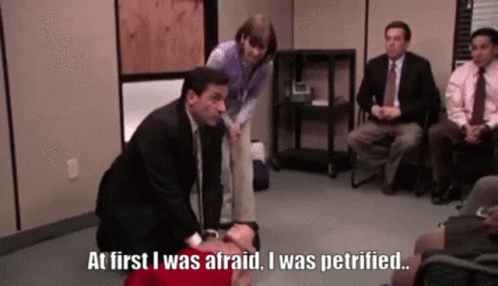 At first I was afraid, I was petrified..